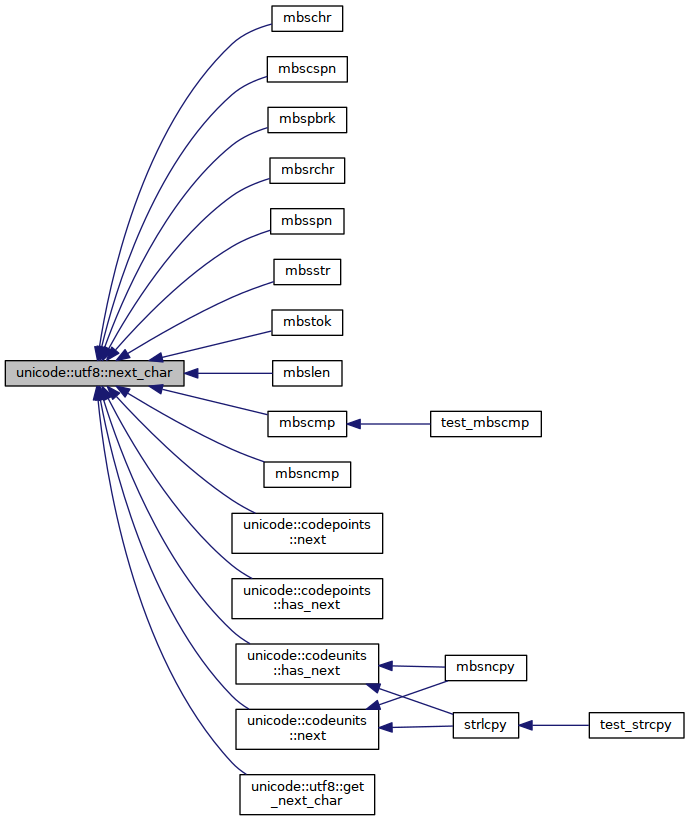 mbschr
mbscspn
mbspbrk
mbsrchr
mbsspn
mbsstr
mbstok
unicode::utf8::next_char
mbslen
mbscmp
test_mbscmp
mbsncmp
unicode::codepoints
::next
unicode::codepoints
::has_next
unicode::codeunits
::has_next
mbsncpy
unicode::codeunits
::next
strlcpy
test_strcpy
unicode::utf8::get
_next_char